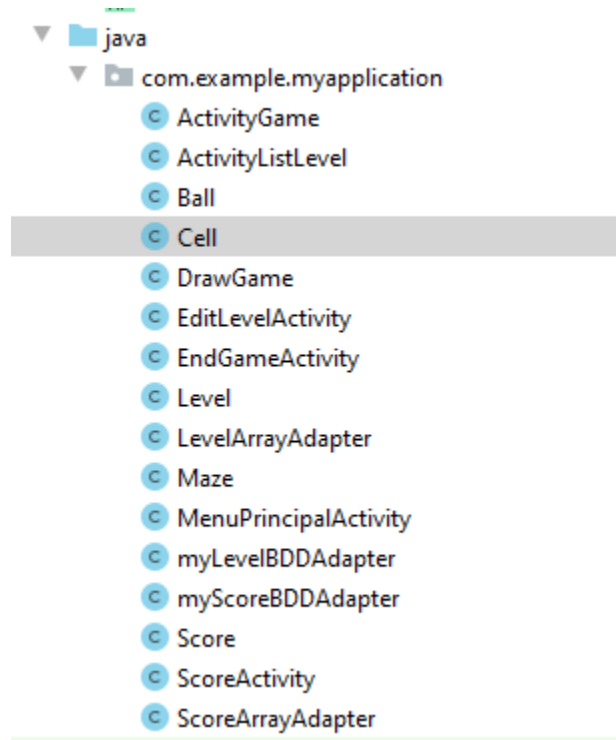 java
com.example.myapplication
C ActivityGame
C ActivityListLevel
C Ball
C Cell
C DrawGame
C EditLevelActivity
C EndGameActivity
C Level
C LevelArrayAdapter
C Maze
C MenuPrincipalActivity
C myLevelBDDAdapter
C myScoreBDDAdapter
C Score
C ScoreActivity
C ScoreArrayAdapter